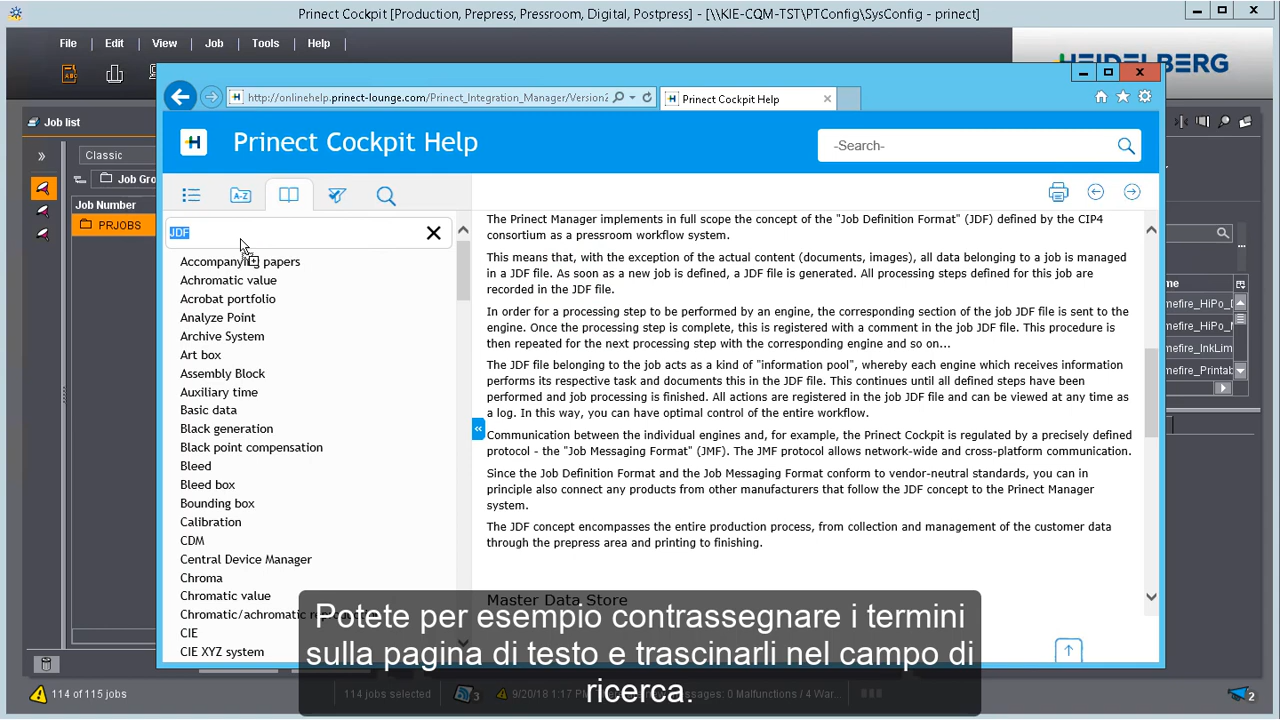 Prinect Cockpit [Production, Prepress, Pressroom, Digital, Postpress] - [\\KIE-CQM-TST\PTConfig\SysConfig - prinect]
File Edit View Job Tools Help
HEIDELBERG
http://onlinehelp.prinect-lounge.com/Prinect_Integration_Manager/Version2
Prinect Cockpit Help
Job list
Classic
Job Number
PRJOBS
Prinect Cockpit Help
-Search-
A-Z
JDF
Accompanying papers
Achromatic value
Acrobat portfolio
Analyze Point
Archive System
Art box
Assembly Block
Auxiliary time
Basic data
Black generation
Black point compensation
Bleed
Bleed box
Bounding box
Calibration
CDM
Central Device Manager
Chroma
Chromatic value
Chromatic/achromatic
CIE
CIE XYZ system
The Prinect Manager implements in full scope the concept of the "Job Definition Format" (JDF) defined by the CIP4
consortium as a pressroom workflow system.
This means that, with the exception of the actual content (documents, images), all data belonging to a job is managed
in a JDF file. As soon as a new job is defined, a JDF file is generated. All processing steps defined for this job are
recorded in the JDF file.
In order for a processing step to be performed by an engine, the corresponding section of the job JDF file is sent to the
engine. Once the processing step is complete, this is registered with a comment in the job JDF file. This procedure is
then repeated for the next processing step with the corresponding engine and so on...
The JDF file belonging to the job acts as a kind of "information pool", whereby each engine which receives information
performs its respective task and documents this in the JDF file. This continues until all defined steps have been
performed and job processing is finished. All actions are registered in the job JDF file and can be viewed at any time as
a log. In this way, you can have optimal control of the entire workflow.
Communication between the individual engines and, for example, the Prinect Cockpit is regulated by a precisely defined
protocol - the "Job Messaging Format" (JMF). The JMF protocol allows network-wide and cross-platform communication.
Since the Job Definition Format and the Job Messaging Format conform to vendor-neutral standards, you can in
principle also connect any products from other manufacturers that follow the JDF concept to the Prinect Manager
system.
The JDF concept encompasses the entire production process, from collection and management of the customer data
through the prepress area and printing to finishing.
Master Data Store
mefire_HiPo_D
mefire_HiPo_M
mefire_InkLim
mefire_Printab
Potete per esempio contrassegnare i termini
sulla pagina di testo e trascinarli nel campo di
ricerca.
114 of 115 jobs
114 jobs selected
3
9/20/18 1:17 PM
messages: 0 Malfunctions / 4 War...
2